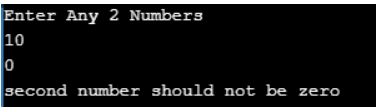 Enter Any 2 Numbers
10
0
second number should not be zero